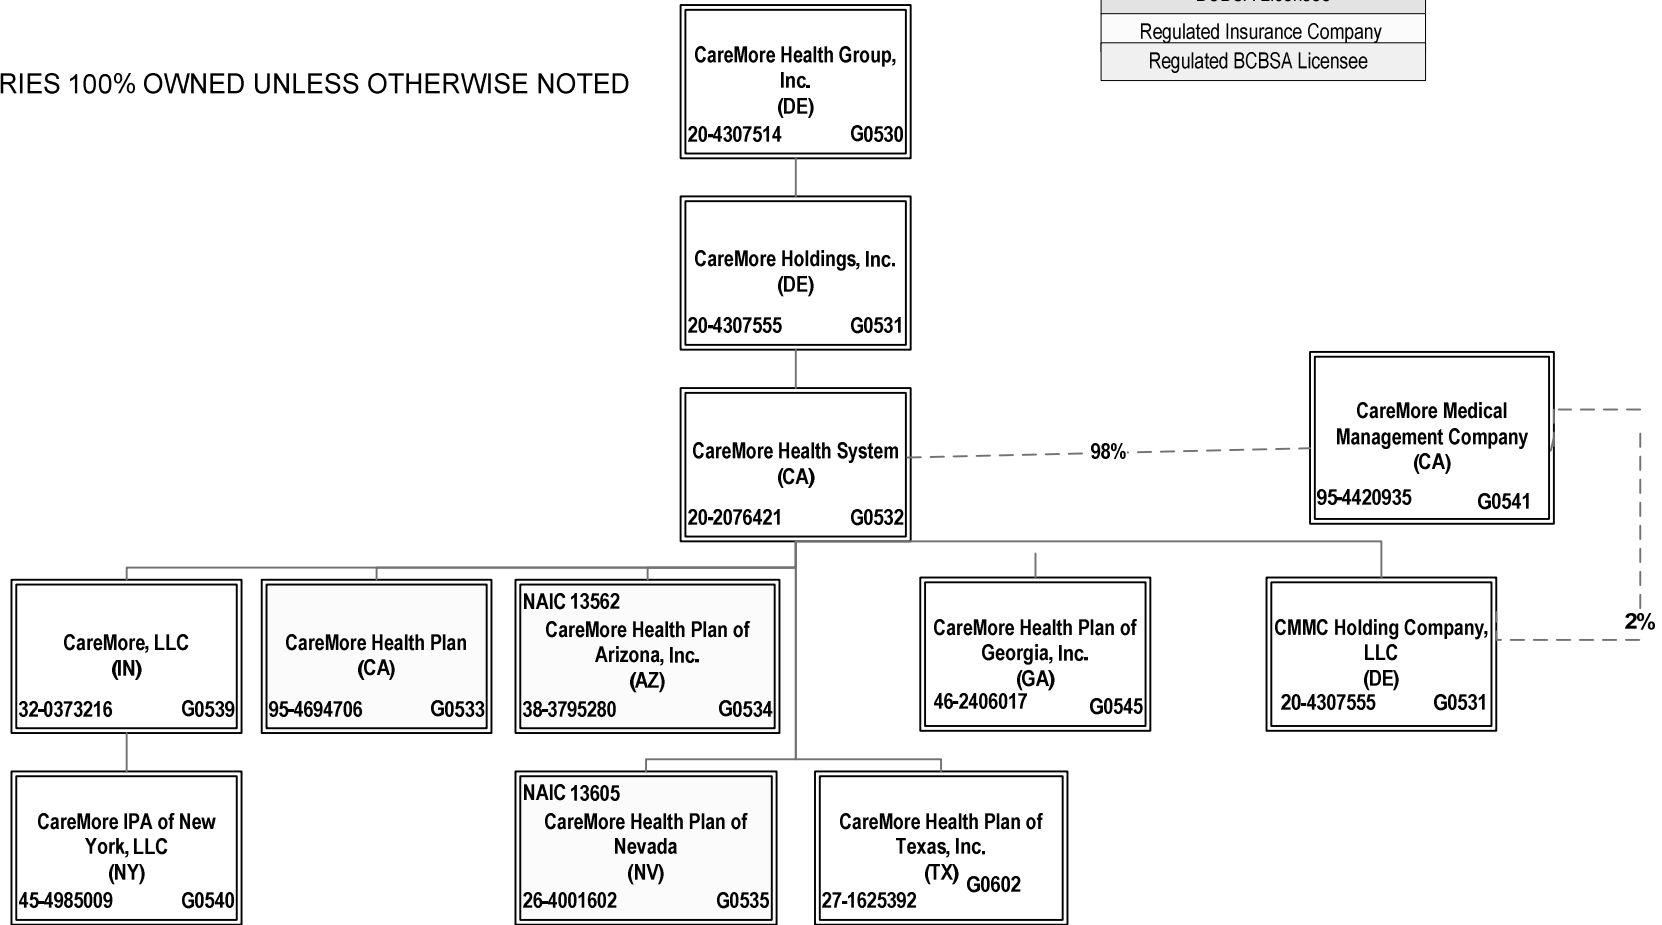 Regulated Insurance Company
Regulated BCBSA Licensee
RIES 100% OWNED UNLESS OTHERWISE NOTED
CareMore Health Group,
Inc.
(DE)
20-4307514 G0530
CareMore Holdings, Inc.
(DE)
20-4307555 G0531
CareMore Health System
(CA)
20-2076421 G0532
98%
CareMore Medical
Management Company
(CA)
95-4420935 G0541
2%
CareMore, LLC
(IN)
32-0373216 G0539
CareMore Health Plan
(CA)
95-4694706 G0533
NAIC 13562
CareMore Health Plan of
Arizona, Inc.
(AZ)
38-3795280 G0534
CareMore Health Plan of
Georgia, Inc.
(GA)
46-2406017 G0545
CMMC Holding Company,
LLC
(DE)
20-4307555 G0531
CareMore IPA of New
York, LLC
(NY)
45-4985009 G0540
NAIC 13605
CareMore Health Plan of
Nevada
(NV)
26-4001602 G0535
CareMore Health Plan of
Texas, Inc.
(TX) G0602
27-1625392